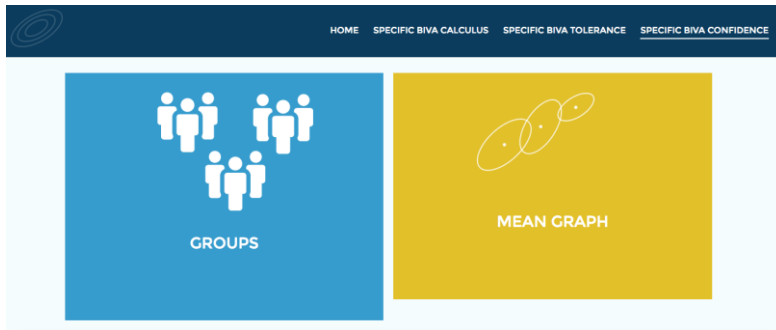 HOME SPECIFIC BIVA CALCULUS SPECIFIC BIVA TOLERANCE SPECIFIC BIVA CONFIDENCE
GROUPS
MEAN GRAPH